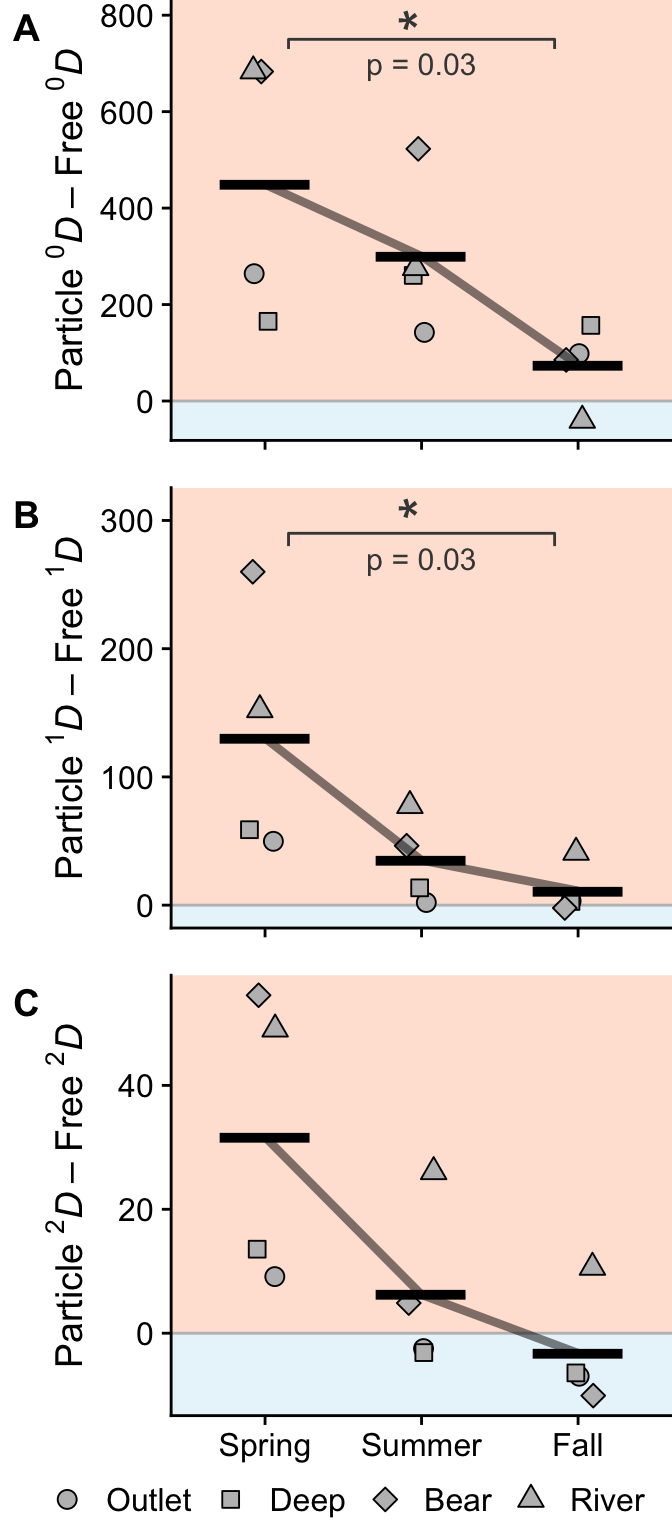 A
Particle ⁰D – Free ⁰D
800
600
400
200
0
*
p = 0.03
B
Particle ¹D – Free ¹D
300
200
100
0
*
p = 0.03
C
Particle ²D – Free ²D
40
20
0
Spring Summer Fall
Outlet Deep Bear River